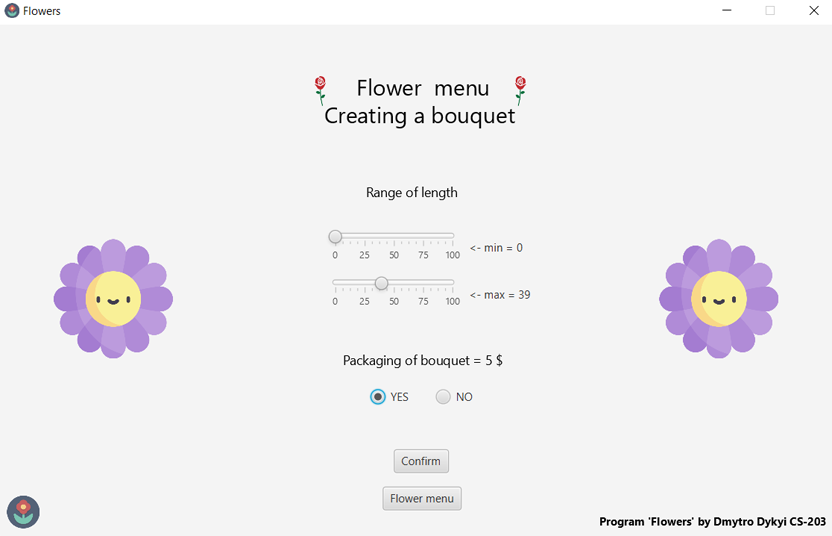 Flowers
Flower menu
Creating a bouquet
Range of length
<- min = 0
0 25 50 75 100
<- max = 39
0 25 50 75 100
Packaging of bouquet = 5 $
YES NO
Confirm
Flower menu
Program 'Flowers' by Dmytro Dykyi CS-203